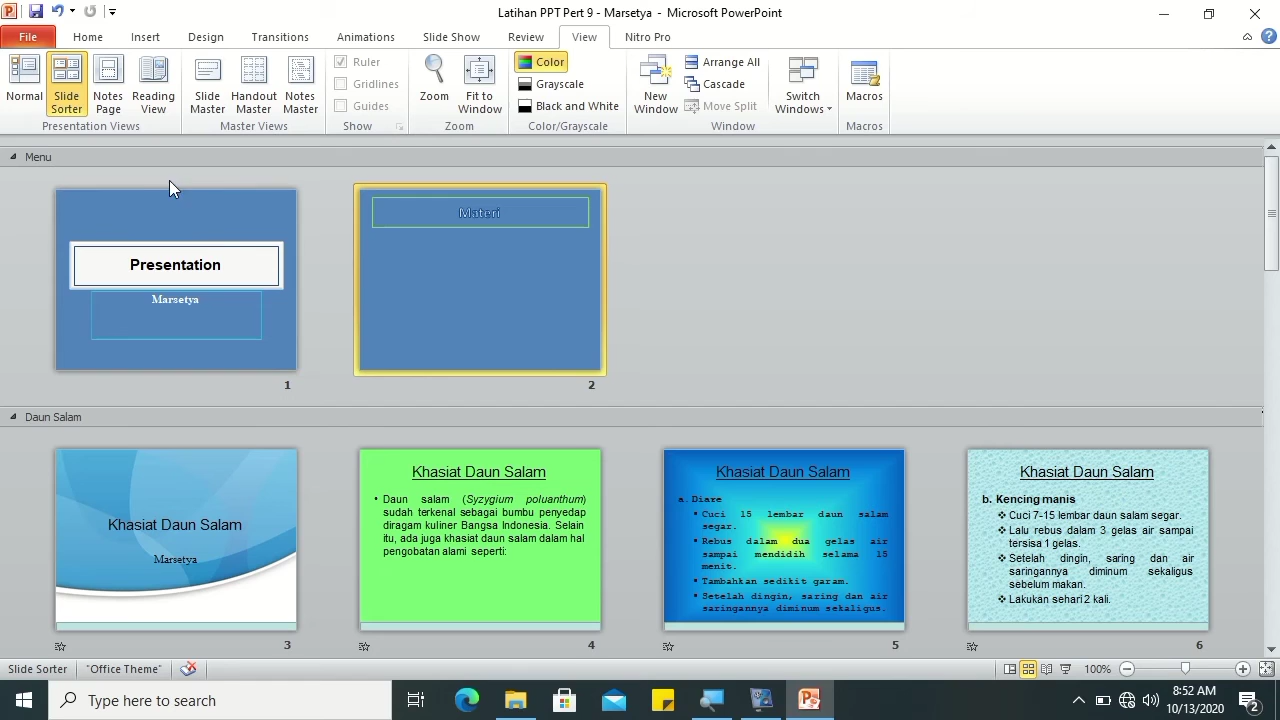 Latihan PPT Pert 9 - Marsetya - Microsoft PowerPoint
File Home Insert Design Transitions Animations Slide Show Review View Nitro Pro
Normal
Slide Sorter
Notes Page
Reading View
Presentation Views
Slide Master
Handout Master
Notes Master
Master Views
Ruler
Gridlines
Guides
Show
Zoom
Fit to Window
Zoom
Color
Grayscale
Black and White
Color/Grayscale
New Window
Arrange All
Cascade
Move Split
Switch Windows
Window
Macros
Macros
Menu
Presentation
Marsetya
1
Materi
2
Daun Salam
Khasiat Daun Salam
Marsetya
3
Khasiat Daun Salam
• Daun salam (Syzygium poluanthum)
sudah terkenal sebagai bumbu penyedap
diragam kuliner Bangsa Indonesia. Selain
itu, ada juga khasiat daun salam dalam hal
pengobatan alami seperti:
4
Khasiat Daun Salam
a. Diare
▪ Cuci 15 lembar daun salam
segar.
▪ Rebus dalam dua gelas air
sampai mendidih selama 15
menit.
▪ Tambahkan sedikit garam.
▪ Setelah dingin, saring dan air
saringannya diminum sekaligus.
5
Khasiat Daun Salam
b. Kencing manis
❖ Cuci 7-15 lembar daun salam segar.
❖ Lalu rebus dalam 3 gelas air sampai
tersisa 1 gelas.
❖ Setelah dingin, saring dan air
saringannya diminum sekaligus
sebelum makan.
❖ Lakukan sehari 2 kali.
6
Slide Sorter "Office Theme" 100%
Type here to search
8:52 AM
10/13/2020
2